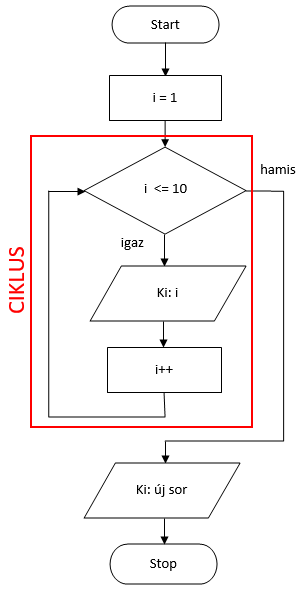 Start
i = 1
CIKLUS
i <= 10
hamis
igaz
Ki: i
i++
Ki: új sor
Stop